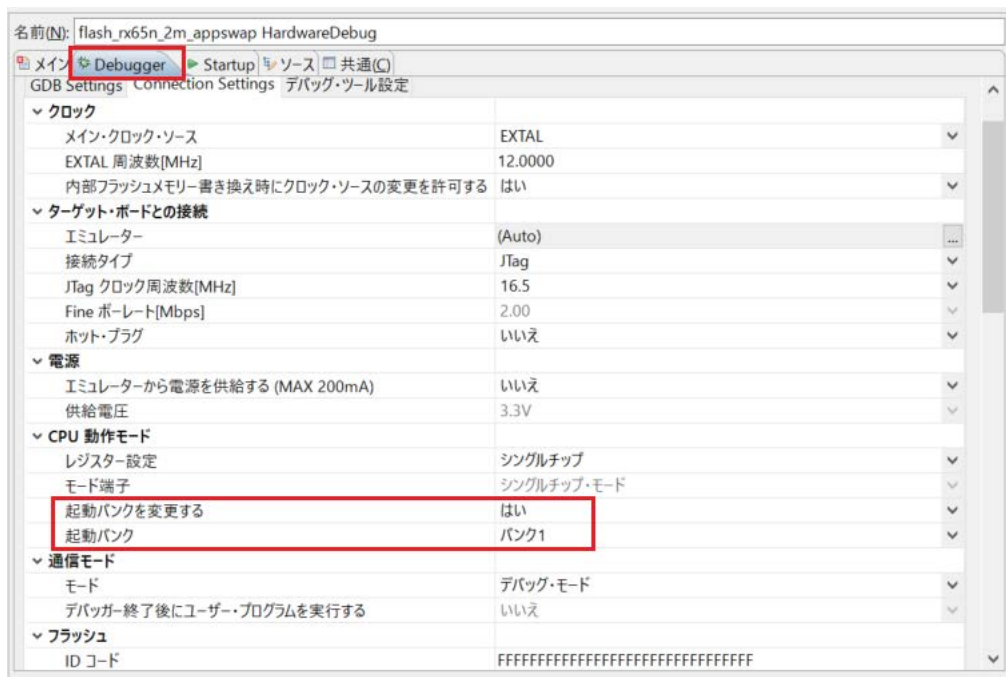 名前(N): flash_rx65n_2m_appswap HardwareDebug
メイン Debugger Startup ソース 共通(C)
GDB Settings Connection Settings デバッグ・ツール設定
クロック
メイン・クロック・ソース EXTAL
EXTAL 周波数[MHz] 12.0000
内部フラッシュメモリー書き換え時にクロック・ソースの変更を許可する はい
ターゲット・ボードとの接続
エミュレーター (Auto) ...
接続タイプ JTag
JTag クロック周波数[MHz] 16.5
Fine ボーレート[Mbps] 2.00
ホット・プラグ いいえ
電源
エミュレーターから電源を供給する (MAX 200mA) いいえ
供給電圧 3.3V
CPU 動作モード
レジスター設定 シングルチップ
モード端子 シングルチップ・モード
起動バンクを変更する はい
起動バンク バンク1
通信モード
モード デバッグ・モード
デバッガー終了後にユーザー・プログラムを実行する いいえ
フラッシュ
ID コード FFFFFFFFFFFFFFFFFFFFFFFFFFFFFFFF